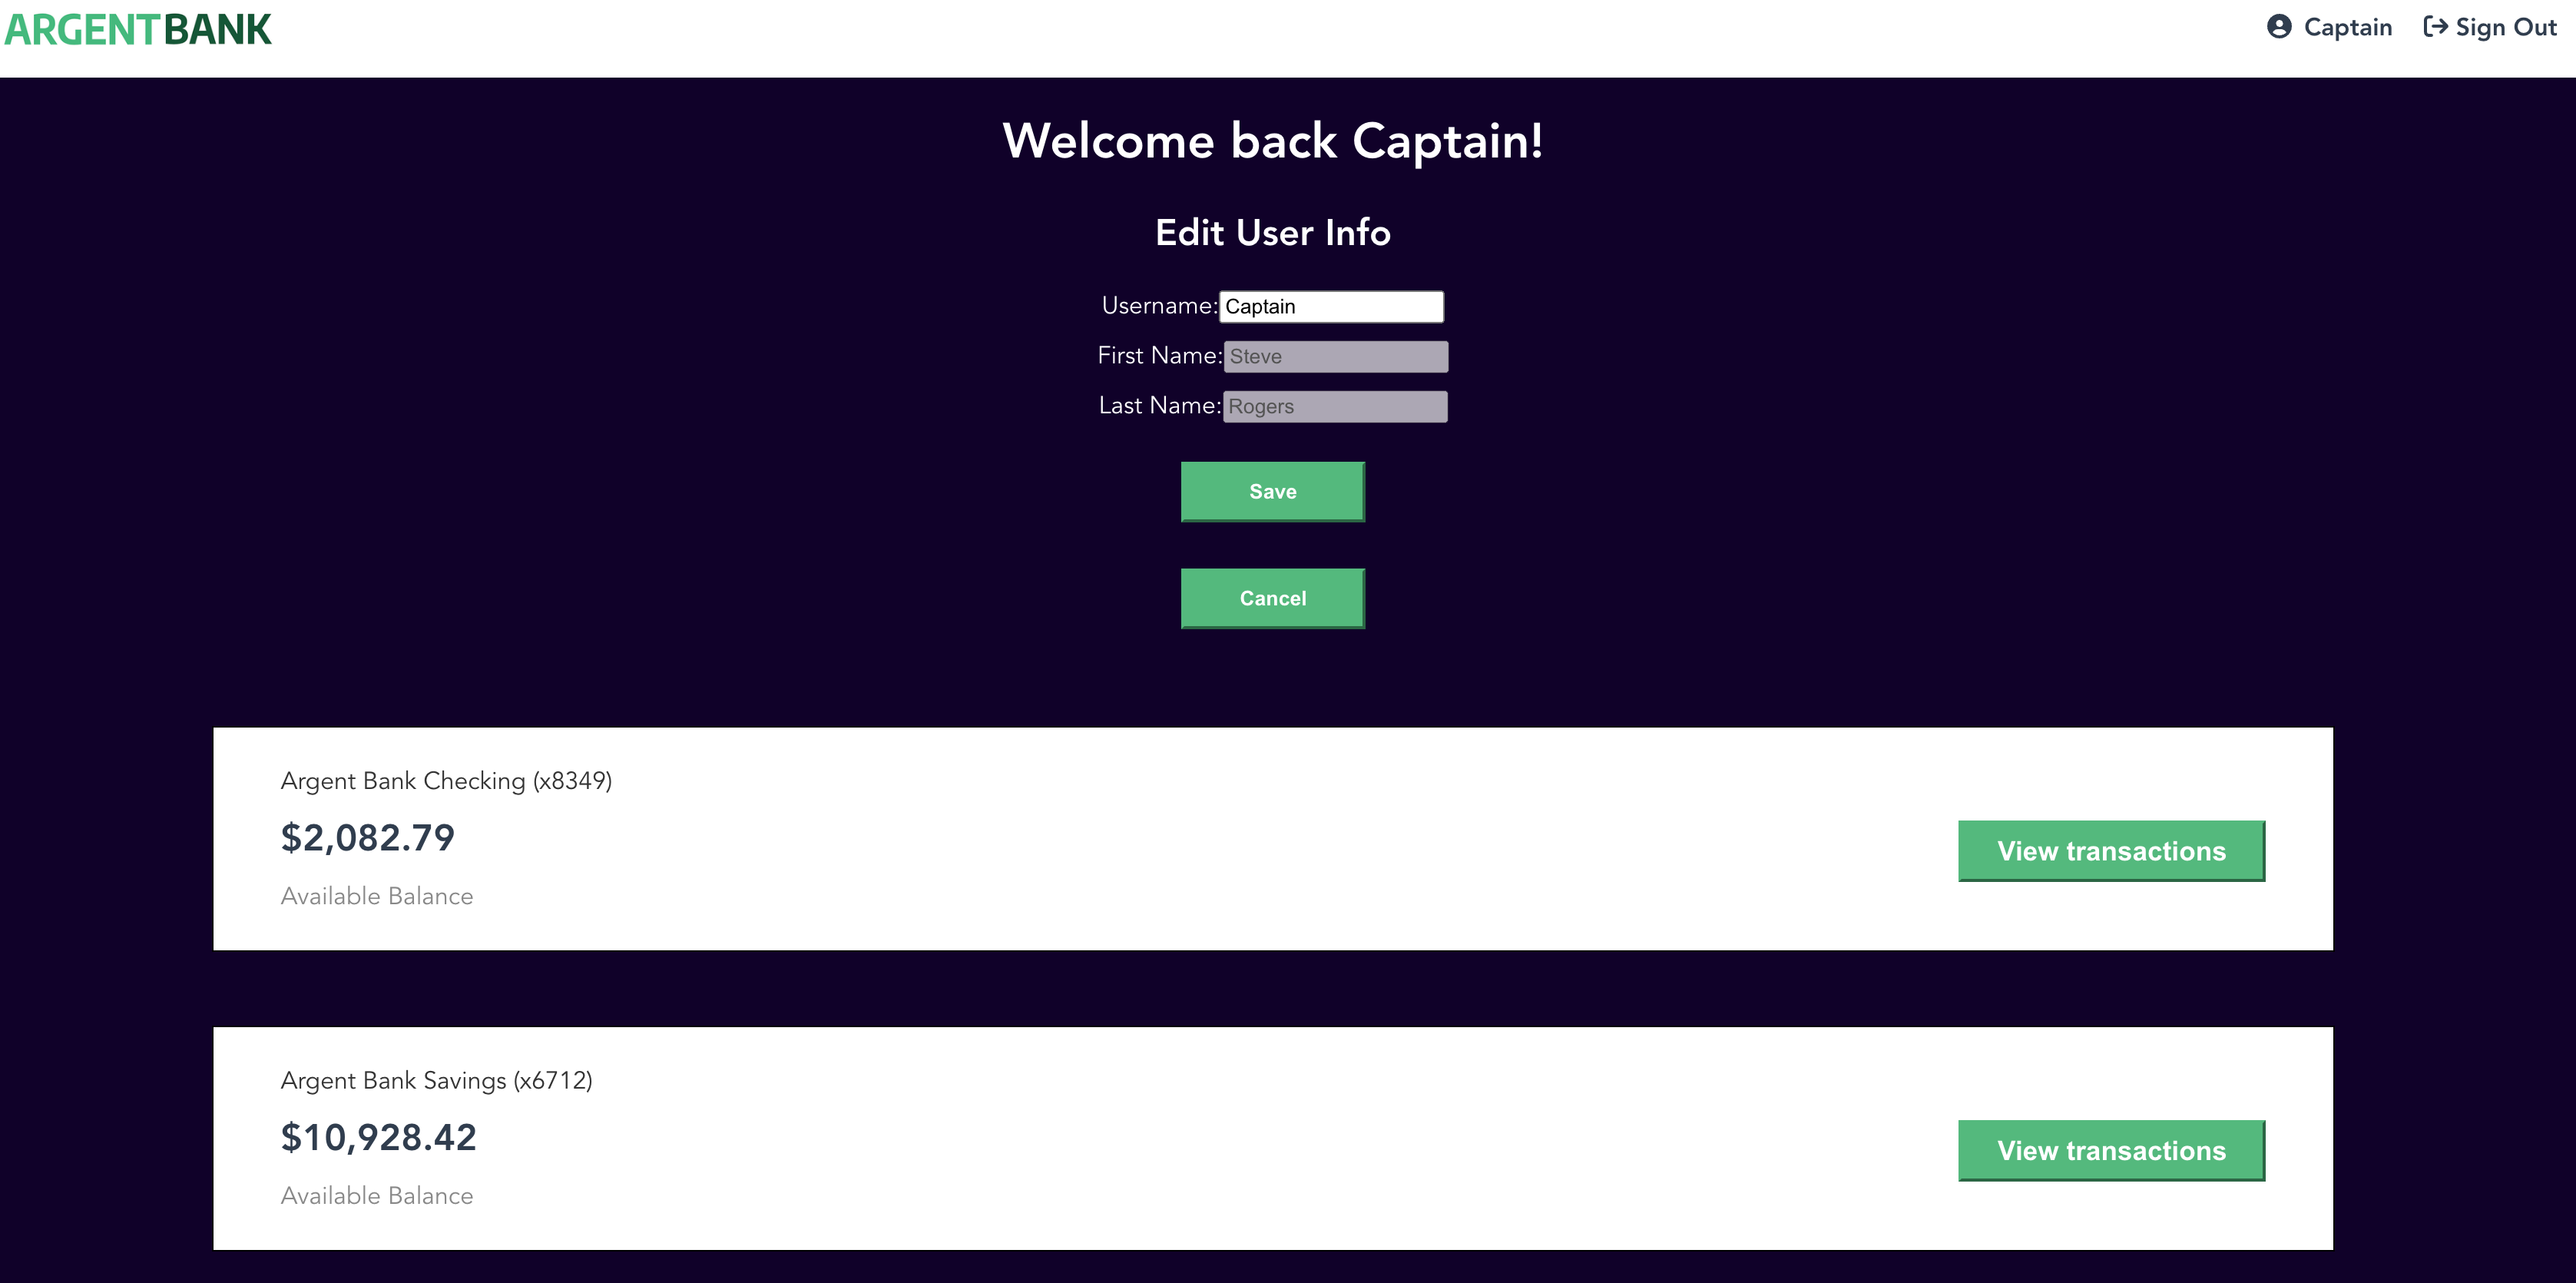 ARGENTBANK
Captain Sign Out
Welcome back Captain!
Edit User Info
Username: Captain
First Name: Steve
Last Name: Rogers
Save
Cancel
Argent Bank Checking (x8349)
$2,082.79
Available Balance
View transactions
Argent Bank Savings (x6712)
$10,928.42
Available Balance
View transactions